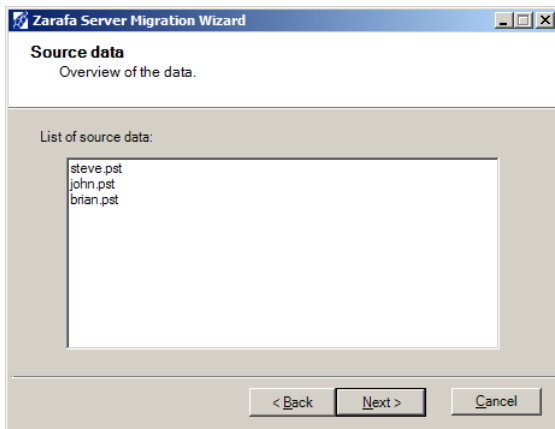 Zarafa Server Migration Wizard
Source data
Overview of the data.
List of source data:
steve.pst
john.pst
brian.pst
< Back Next > Cancel